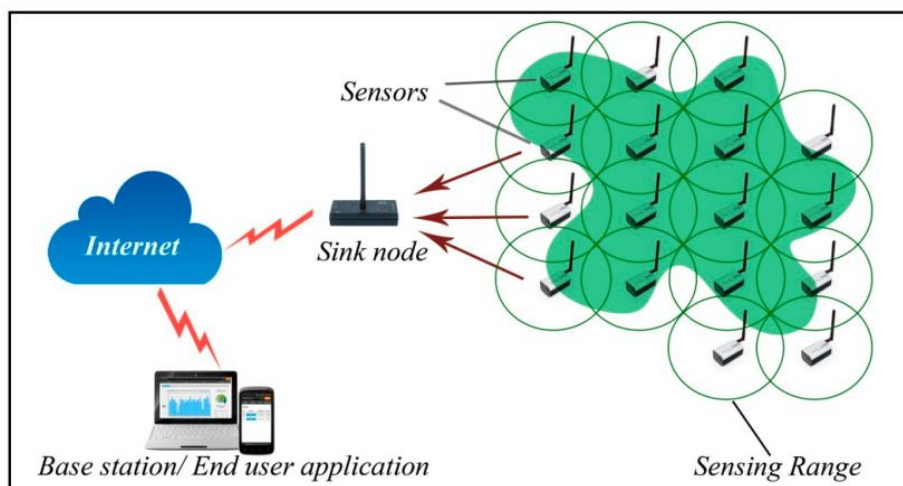 Sensors
Internet
Sink node
Base station/ End user application
Sensing Range